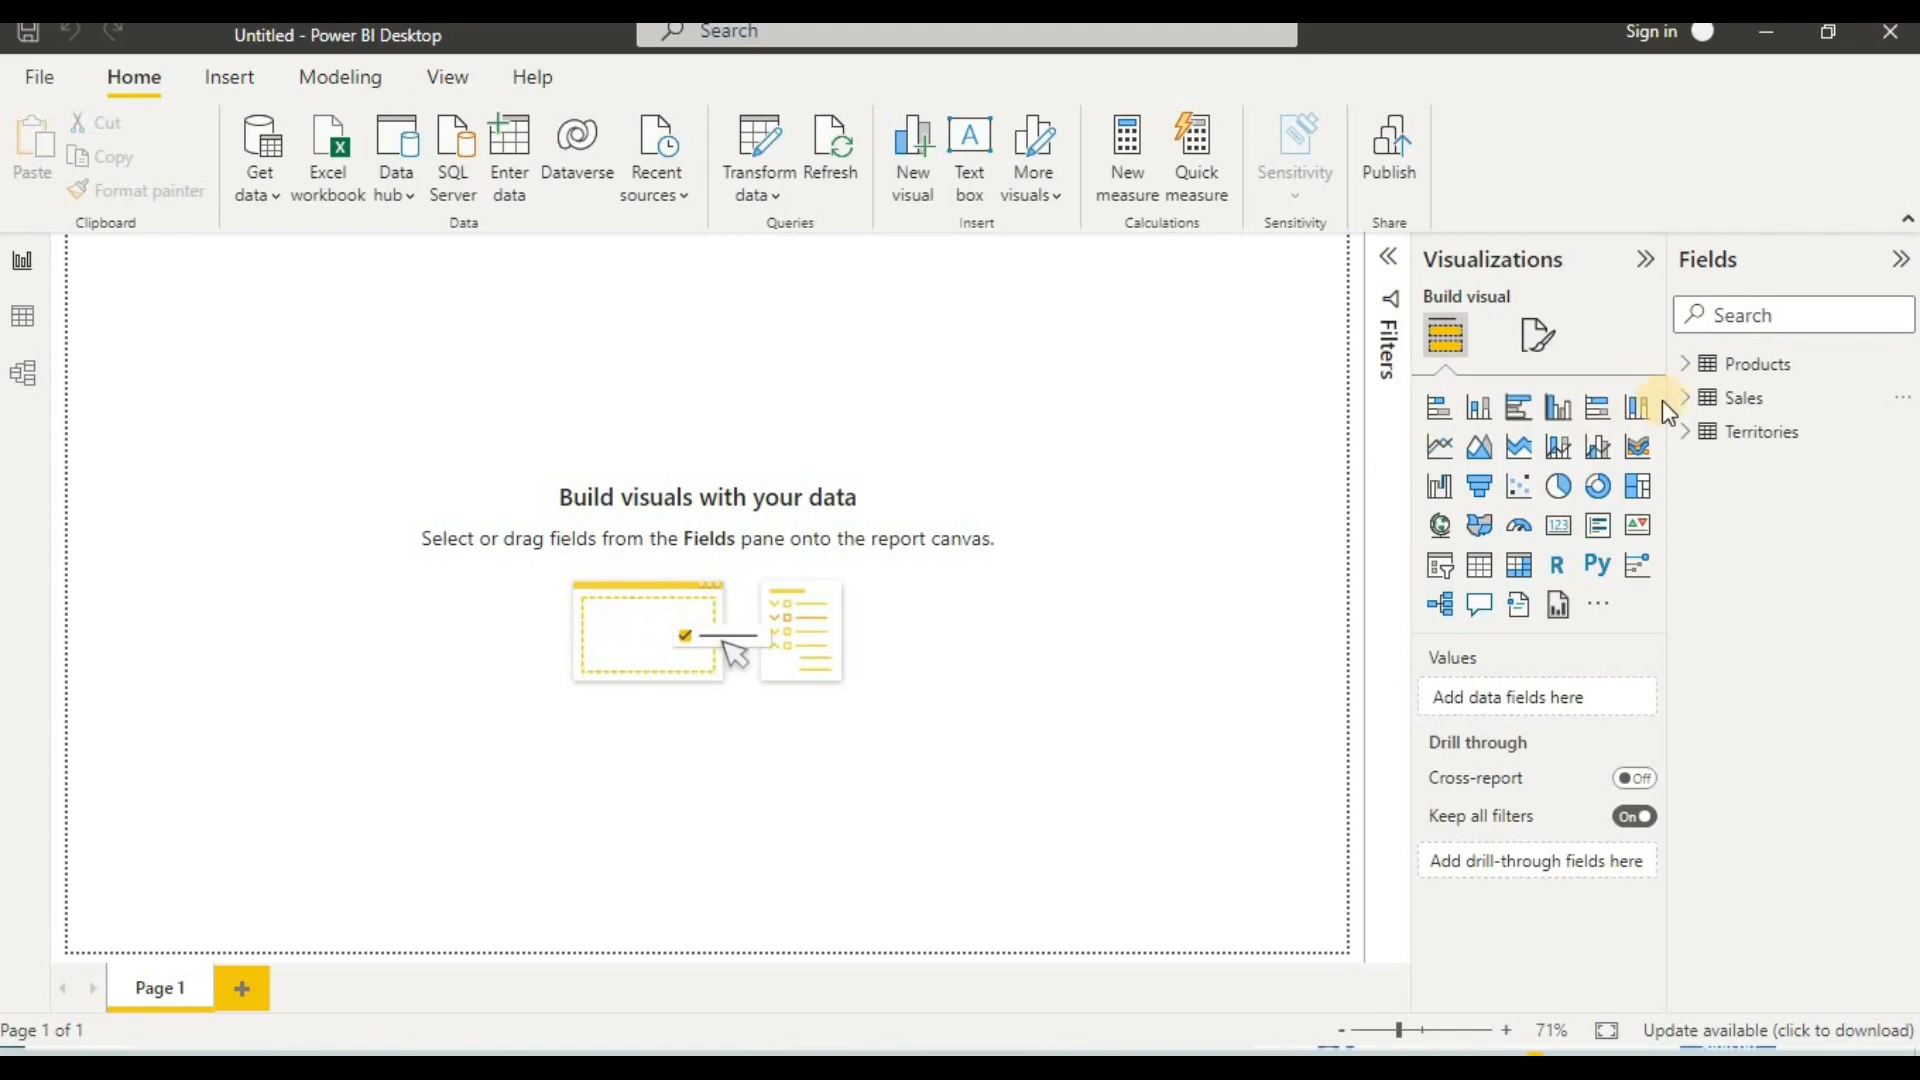 Untitled - Power BI Desktop
Search
Sign in
File Home Insert Modeling View Help
Paste
Cut
Copy
Format painter
Clipboard
Get data
Excel workbook
Data hub
SQL Server
Enter data
Dataverse
Recent sources
Data
Transform data
Refresh
Queries
New visual
Text box
More visuals
Insert
New measure
Quick measure
Calculations
Sensitivity
Sensitivity
Publish
Share
Build visuals with your data
Select or drag fields from the Fields pane onto the report canvas.
Filters
Visualizations
Build visual
123
R
Py
Values
Add data fields here
Drill through
Cross-report
Off
Keep all filters
On
Add drill-through fields here
Fields
Search
Products
Sales
Territories
Page 1
Page 1 of 1
71%
Update available (click to download)